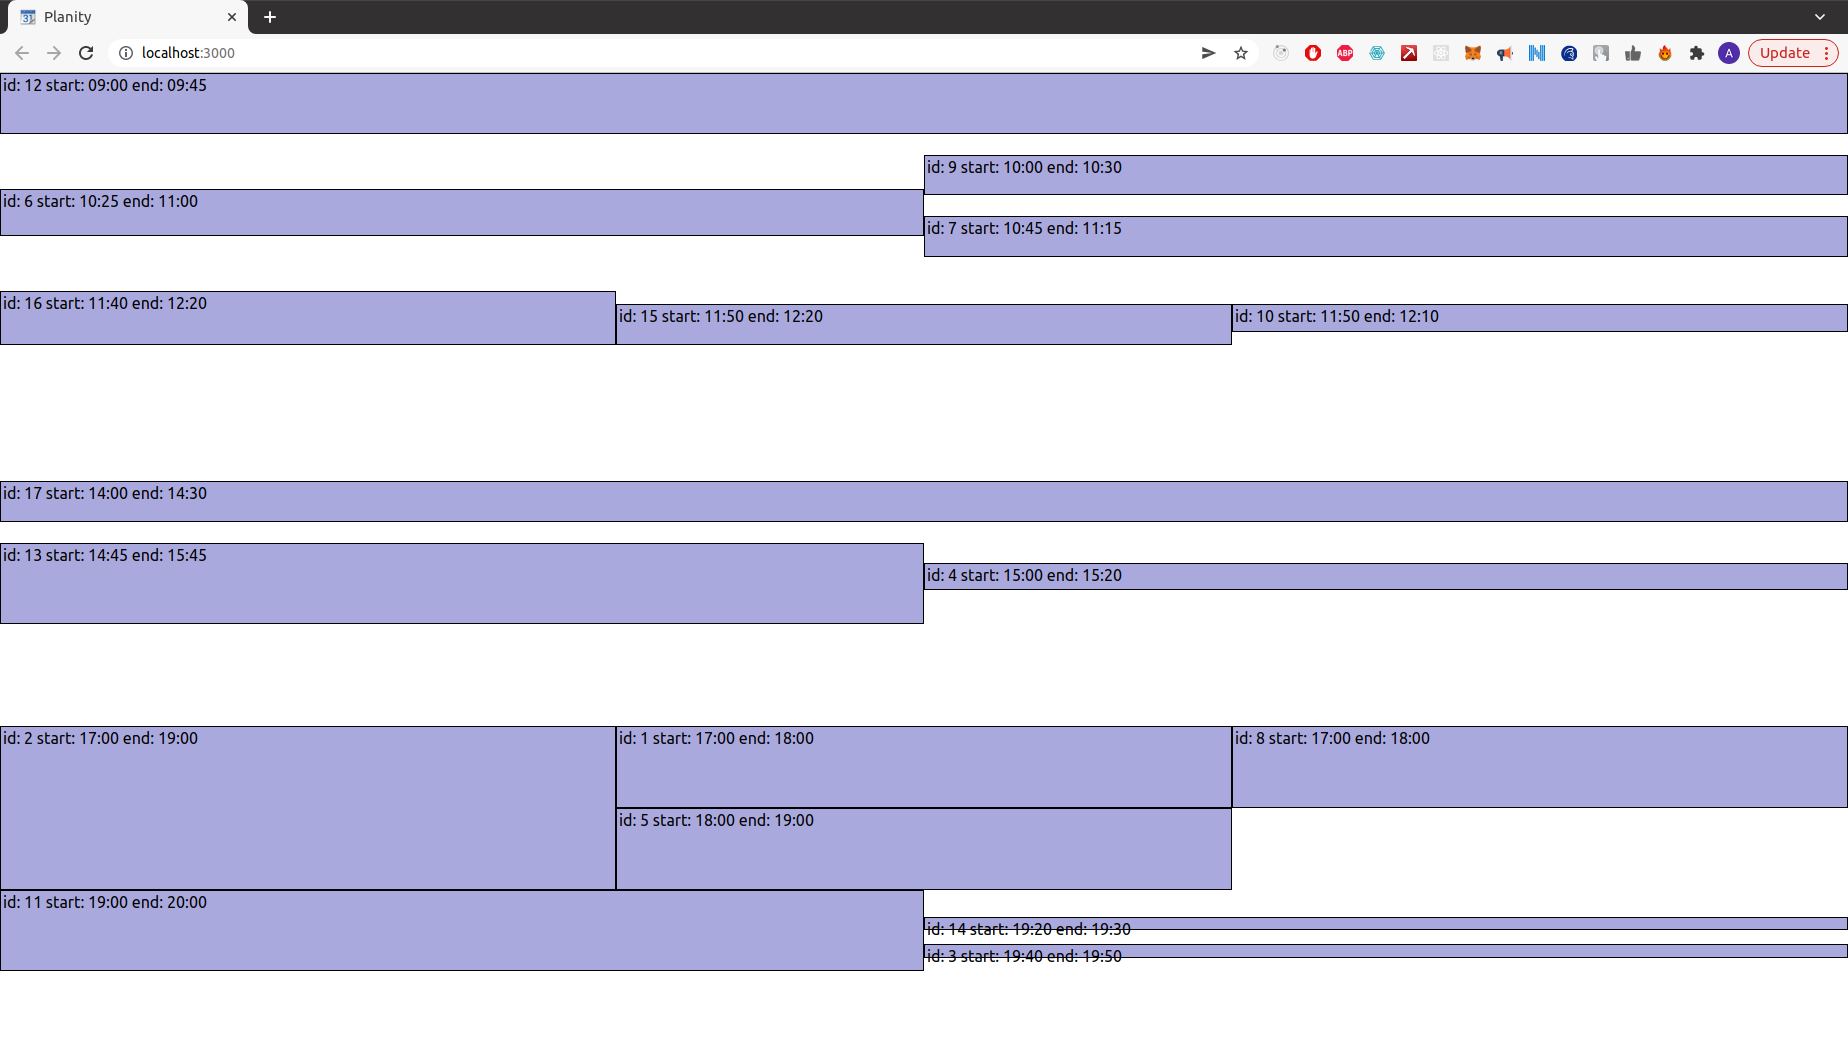 Planity
localhost:3000
ABP
A
Update
id: 12 start: 09:00 end: 09:45
id: 9 start: 10:00 end: 10:30
id: 6 start: 10:25 end: 11:00
id: 7 start: 10:45 end: 11:15
id: 16 start: 11:40 end: 12:20
id: 15 start: 11:50 end: 12:20
id: 10 start: 11:50 end: 12:10
id: 17 start: 14:00 end: 14:30
id: 13 start: 14:45 end: 15:45
id: 4 start: 15:00 end: 15:20
id: 2 start: 17:00 end: 19:00
id: 1 start: 17:00 end: 18:00
id: 8 start: 17:00 end: 18:00
id: 5 start: 18:00 end: 19:00
id: 11 start: 19:00 end: 20:00
id: 14 start: 19:20 end: 19:30
id: 3 start: 19:40 end: 19:50